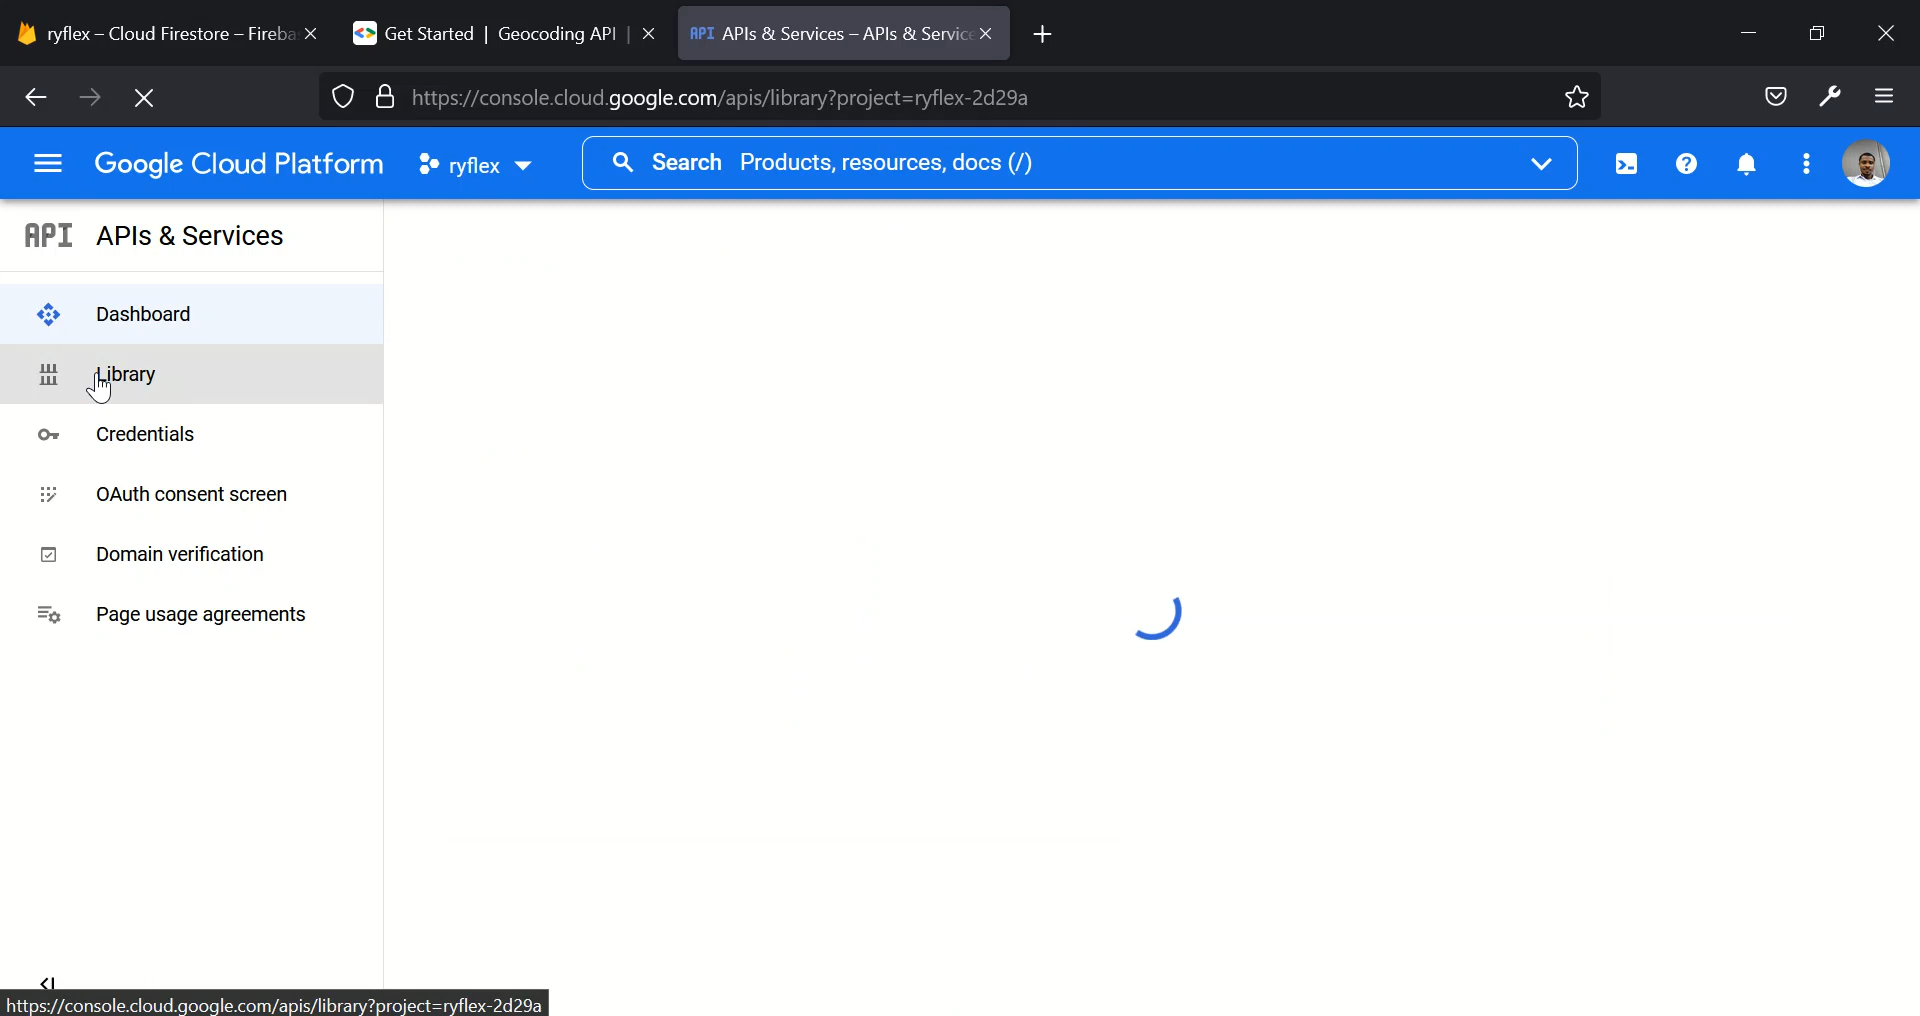 ryflex – Cloud Firestore – Fireba
Get Started | Geocoding API |
API APIs & Services – APIs & Service
https://console.cloud.google.com/apis/library?project=ryflex-2d29a
Google Cloud Platform
ryflex
Search Products, resources, docs (/)
API APIs & Services
Dashboard
Library
Credentials
OAuth consent screen
Domain verification
Page usage agreements
https://console.cloud.google.com/apis/library?project=ryflex-2d29a